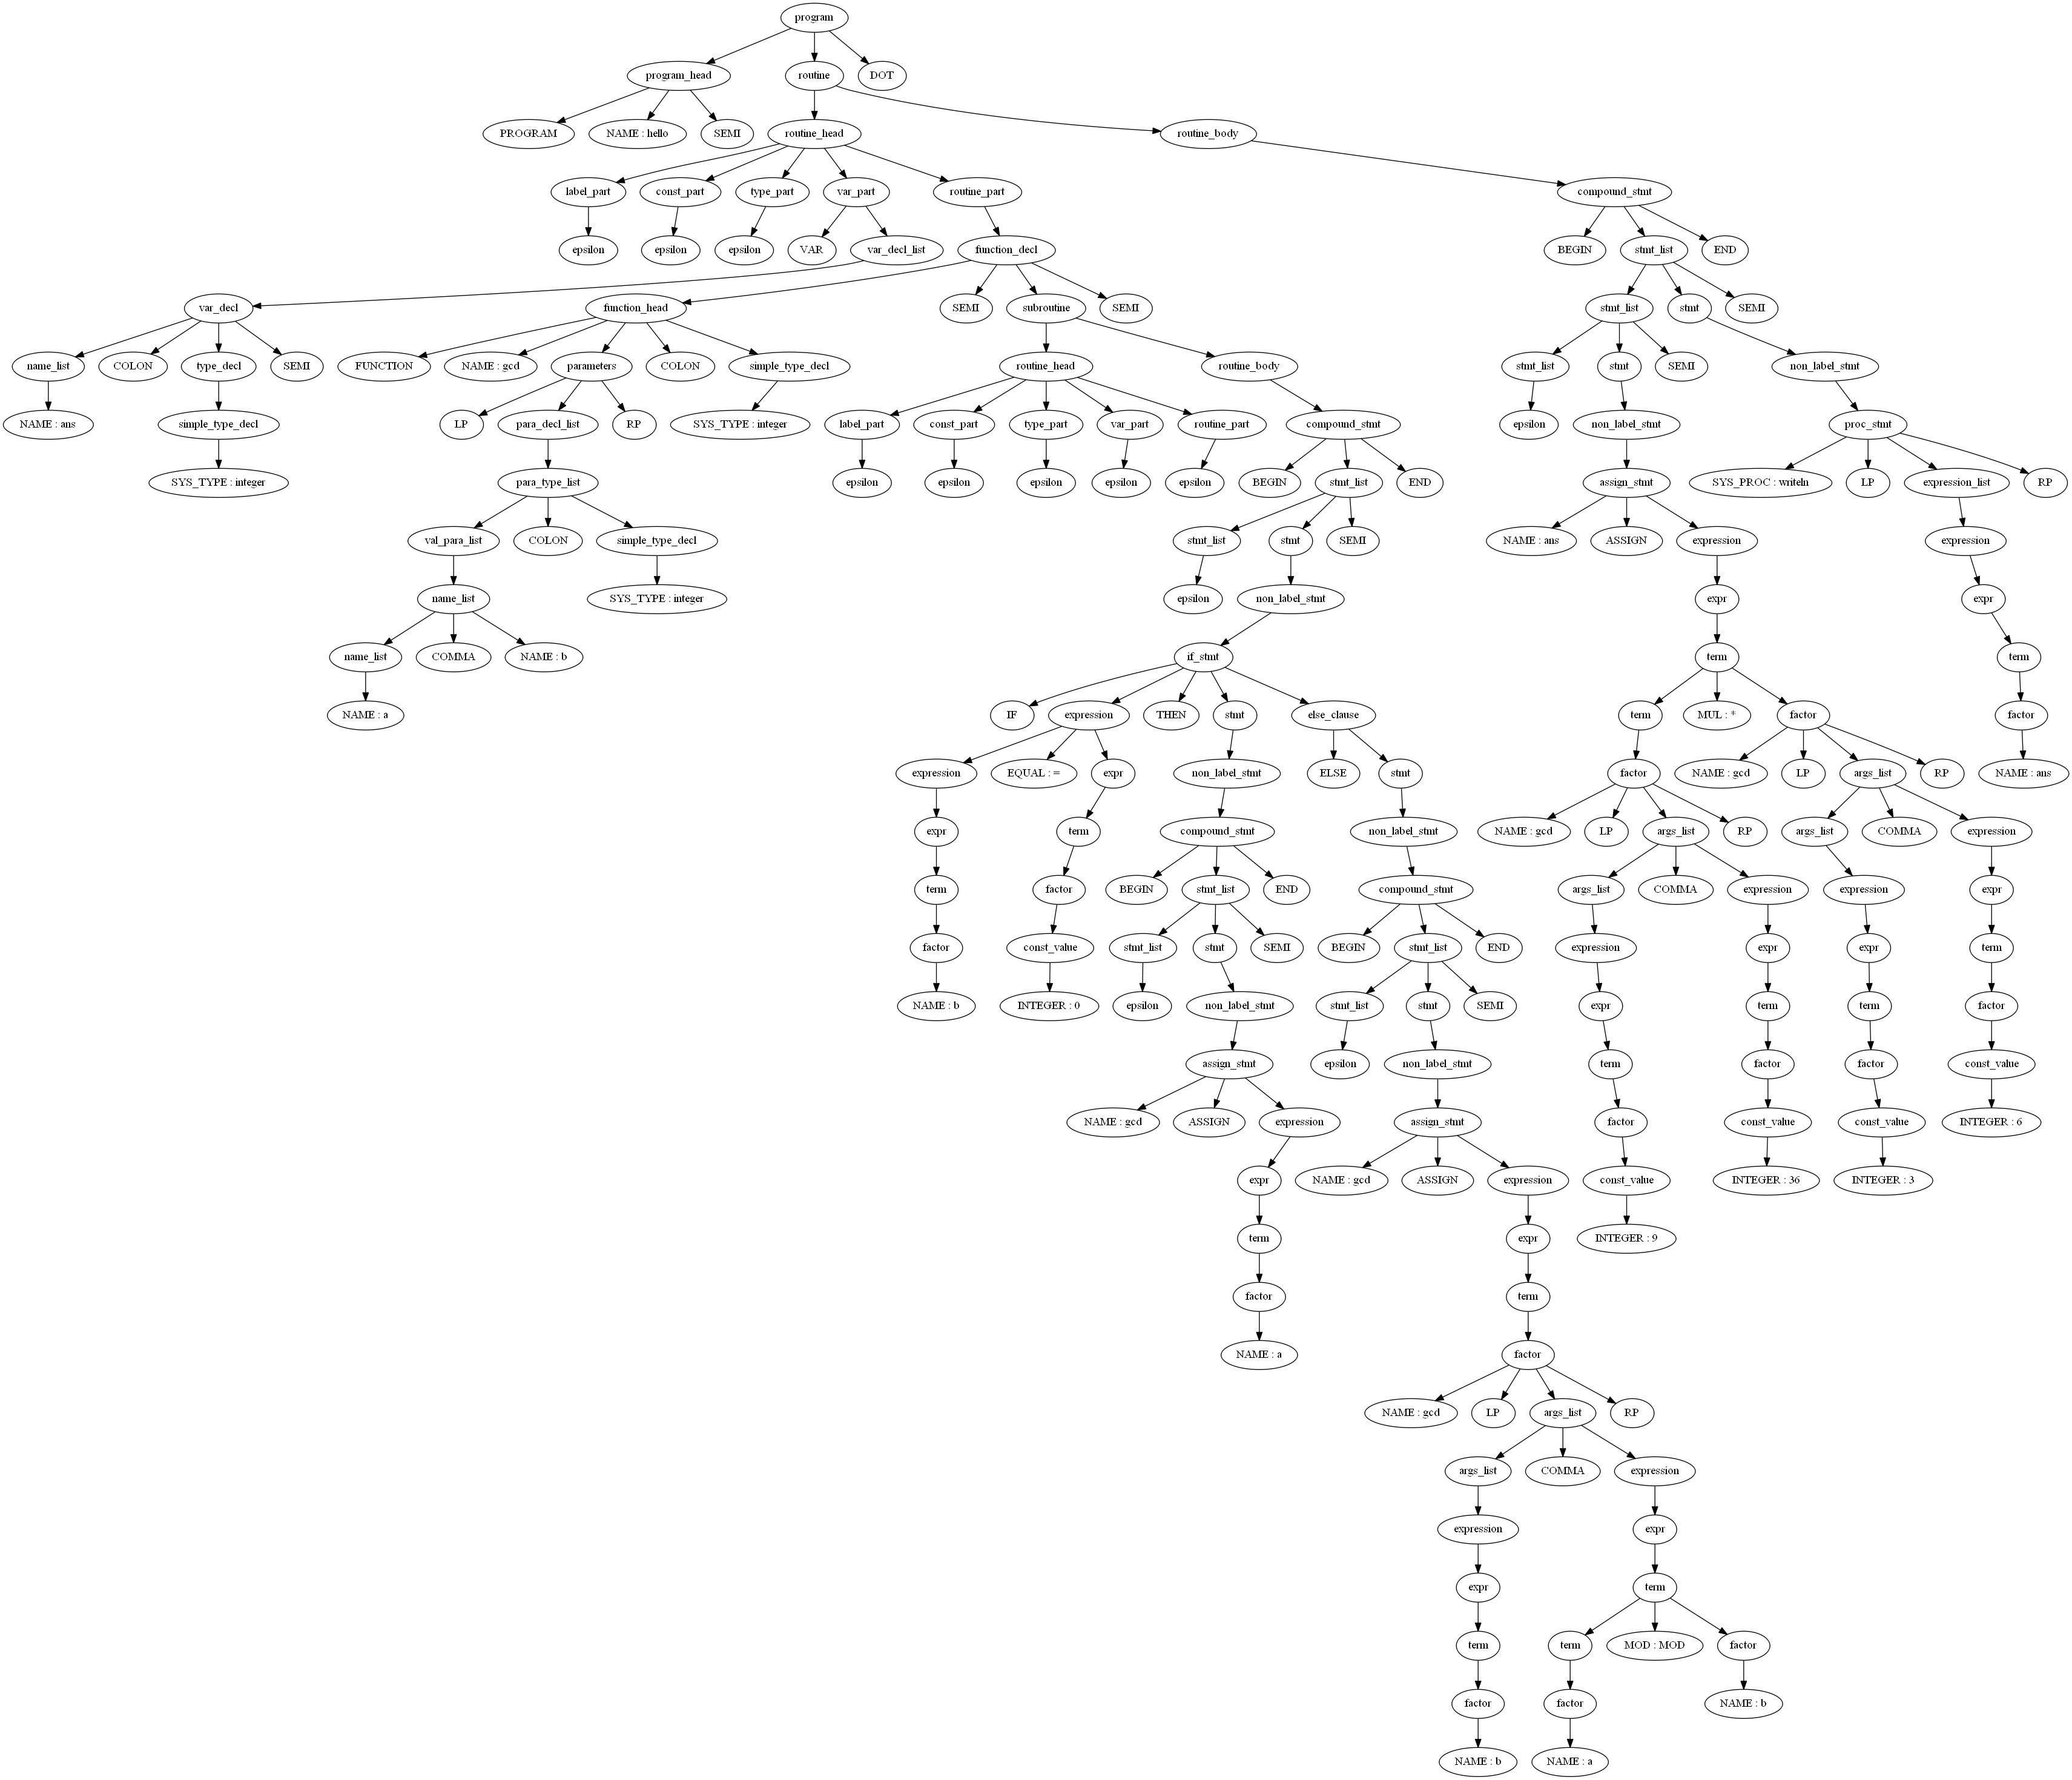 program
program_head routine DOT
PROGRAM NAME : hello SEMI routine_head routine_body
label_part const_part type_part var_part routine_part compound_stmt
epsilon epsilon epsilon VAR var_decl_list function_decl BEGIN stmt_list END
var_decl function_head SEMI subroutine SEMI stmt_list stmt SEMI
name_list COLON type_decl SEMI FUNCTION NAME : gcd parameters COLON simple_type_decl routine_head routine_body stmt_list stmt SEMI non_label_stmt
NAME : ans simple_type_decl LP para_decl_list RP SYS_TYPE : integer label_part const_part type_part var_part routine_part compound_stmt epsilon non_label_stmt proc_stmt
SYS_TYPE : integer para_type_list epsilon epsilon epsilon epsilon epsilon BEGIN stmt_list END assign_stmt SYS_PROC : writeln LP expression_list RP
val_para_list COLON simple_type_decl stmt_list stmt SEMI NAME : ans ASSIGN expression expression
name_list SYS_TYPE : integer epsilon non_label_stmt expr expr
name_list COMMA NAME : b if_stmt term term
NAME : a IF expression THEN stmt else_clause term MUL : * factor factor
expression EQUAL : = expr non_label_stmt ELSE stmt factor NAME : gcd LP args_list RP NAME : ans
expr term compound_stmt non_label_stmt NAME : gcd LP args_list RP args_list COMMA expression
term factor BEGIN stmt_list END compound_stmt args_list COMMA expression expression expr
factor const_value stmt_list stmt SEMI BEGIN stmt_list END expression expr expr term
NAME : b INTEGER : 0 epsilon non_label_stmt stmt_list stmt SEMI expr term term factor
assign_stmt epsilon non_label_stmt term factor factor const_value
NAME : gcd ASSIGN expression assign_stmt factor const_value const_value INTEGER : 6
expr NAME : gcd ASSIGN expression const_value INTEGER : 36 INTEGER : 3
term expr INTEGER : 9
factor term
NAME : a factor
NAME : gcd LP args_list RP
args_list COMMA expression
expression expr
expr term
term term MOD : MOD factor
factor factor NAME : b
NAME : b NAME : a